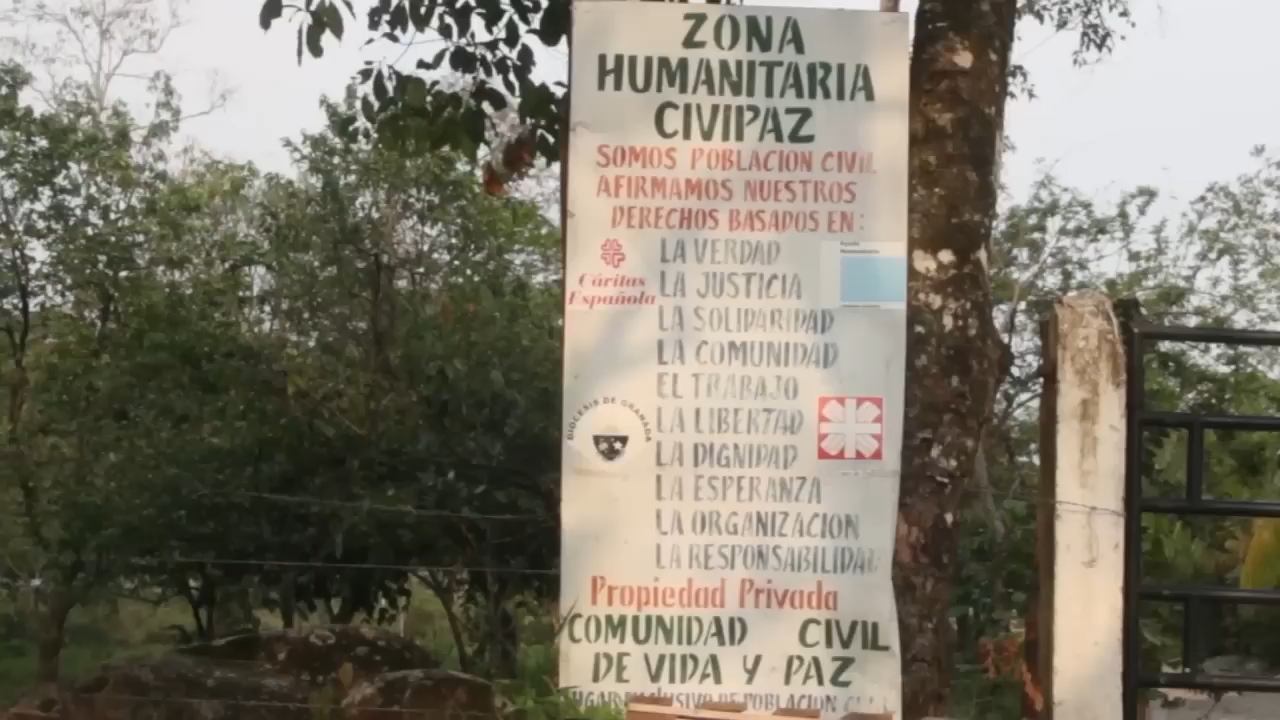 ZONA
HUMANITARIA
CIVIPAZ
SOMOS POBLACION CIVIL
AFIRMAMOS NUESTROS
DERECHOS BASADOS EN:
LA VERDAD
LA JUSTICIA
Cáritas
Española
LA SOLIDARIDAD
LA COMUNIDAD
EL TRABAJO
LA LIBERTAD
DIOCESIS DE GRANADA
LA DIGNIDAD
LA ESPERANZA
LA ORGANIZACION
LA RESPONSABILIDAD
Propiedad Privada
COMUNIDAD CIVIL
DE VIDA Y PAZ
DE POBLACION